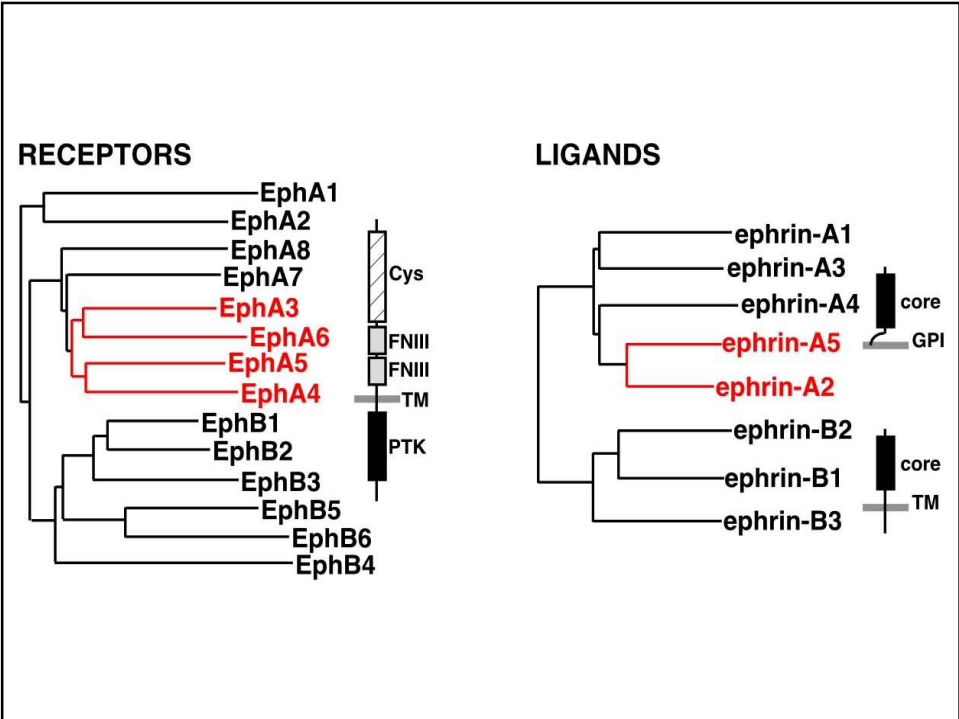 RECEPTORS
EphA1
EphA2
EphA8
EphA7
EphA3
EphA6
EphA5
EphA4
EphB1
EphB2
EphB3
EphB5
EphB6
EphB4
Cys
FNIII
FNIII
TM
PTK
LIGANDS
ephrin-A1
ephrin-A3
ephrin-A4
ephrin-A5
ephrin-A2
ephrin-B2
ephrin-B1
ephrin-B3
core
GPI
core
TM